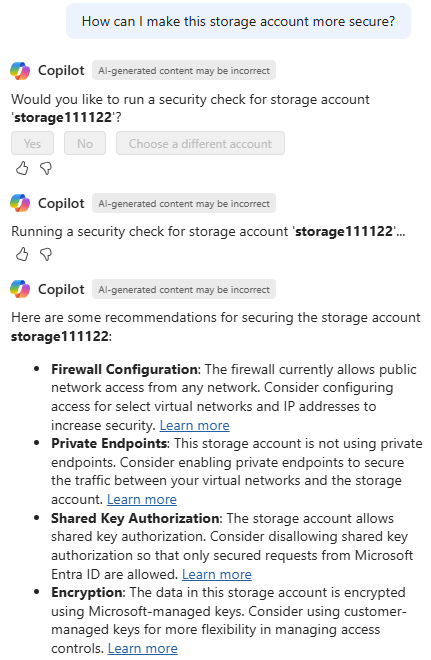 How can I make this storage account more secure?
Copilot AI-generated content may be incorrect
Would you like to run a security check for storage account
'storage111122'?
Yes No Choose a different account
Copilot AI-generated content may be incorrect
Running a security check for storage account 'storage111122'...
Copilot AI-generated content may be incorrect
Here are some recommendations for securing the storage account
storage111122:
• Firewall Configuration: The firewall currently allows public
network access from any network. Consider configuring
access for select virtual networks and IP addresses to
increase security. Learn more
• Private Endpoints: This storage account is not using private
endpoints. Consider enabling private endpoints to secure
the traffic between your virtual networks and the storage
account. Learn more
• Shared Key Authorization: The storage account allows
shared key authorization. Consider disallowing shared key
authorization so that only secured requests from Microsoft
Entra ID are allowed. Learn more
• Encryption: The data in this storage account is encrypted
using Microsoft-managed keys. Consider using customer-
managed keys for more flexibility in managing access
controls. Learn more